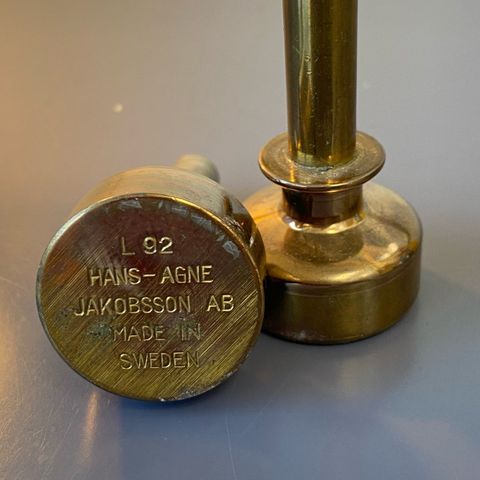 L 92
HANS-AGNE
JAKOBSSON AB
MADE IN
SWEDEN